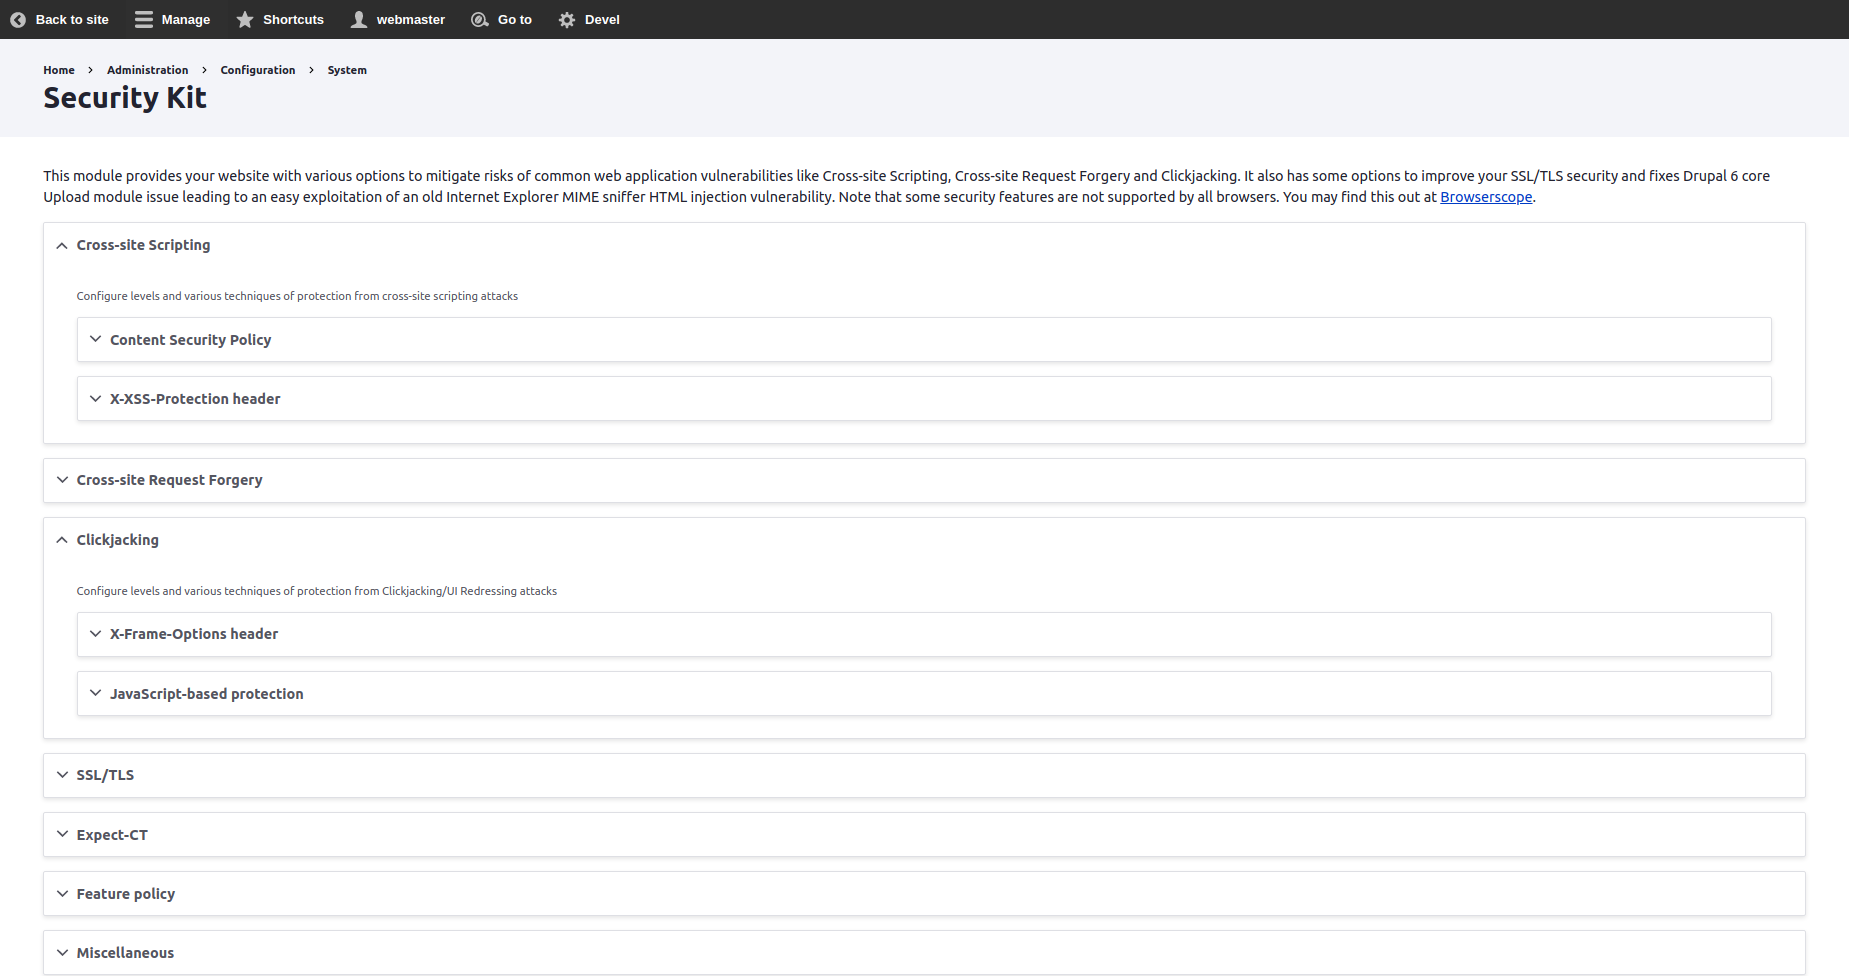 Back to site Manage Shortcuts webmaster Go to Devel
Home Administration Configuration System
Security Kit
This module provides your website with various options to mitigate risks of common web application vulnerabilities like Cross-site Scripting, Cross-site Request Forgery and Clickjacking. It also has some options to improve your SSL/TLS security and fixes Drupal 6 core
Upload module issue leading to an easy exploitation of an old Internet Explorer MIME sniffer HTML injection vulnerability. Note that some security features are not supported by all browsers. You may find this out at Browserscope.
Cross-site Scripting
Configure levels and various techniques of protection from cross-site scripting attacks
Content Security Policy
X-XSS-Protection header
Cross-site Request Forgery
Clickjacking
Configure levels and various techniques of protection from Clickjacking/UI Redressing attacks
X-Frame-Options header
JavaScript-based protection
SSL/TLS
Expect-CT
Feature policy
Miscellaneous